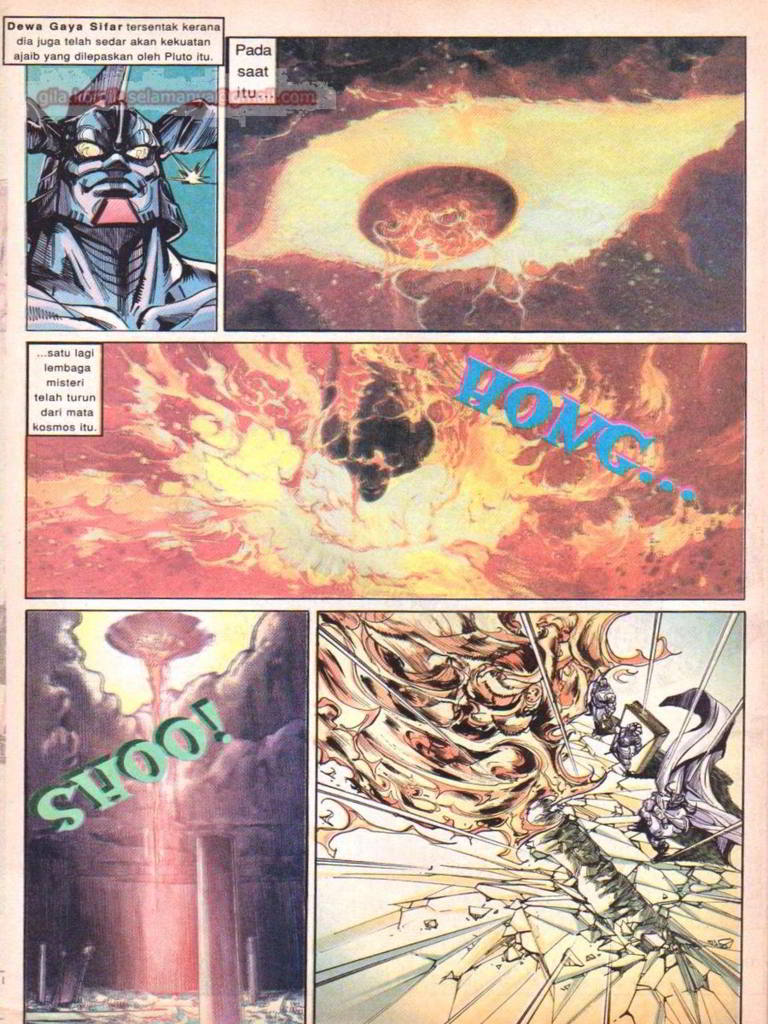 Dewa Gaya Sifar tersentak kerana
dia juga telah sedar akan kekuatan
ajaib yang dilepaskan oleh Pluto itu.
Pada
saat
itu....
...satu lagi
lembaga
misteri
telah turun
dari mata
kosmos itu.
HONG...
SHOOO!